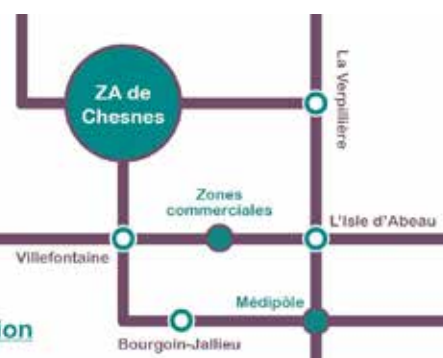 ZA de
Chesnes
La Verpillière
Zones
commerciales
L'Isle d'Abeau
Villefontaine
Médipôle
ion
Bourgoin-Jallieu